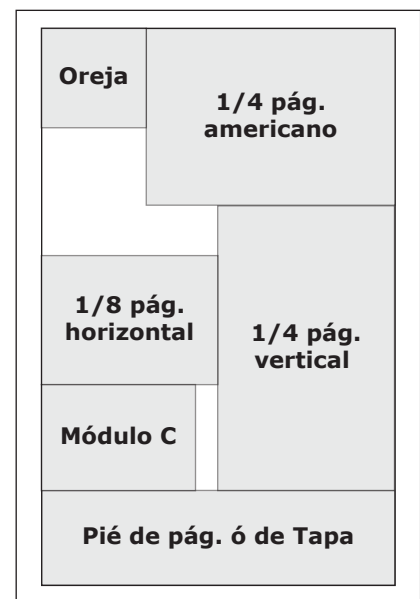 Oreja
1/4 pág.
americano
1/8 pág.
horizontal
1/4 pág.
vertical
Módulo C
Pié de pág. ó de Tapa